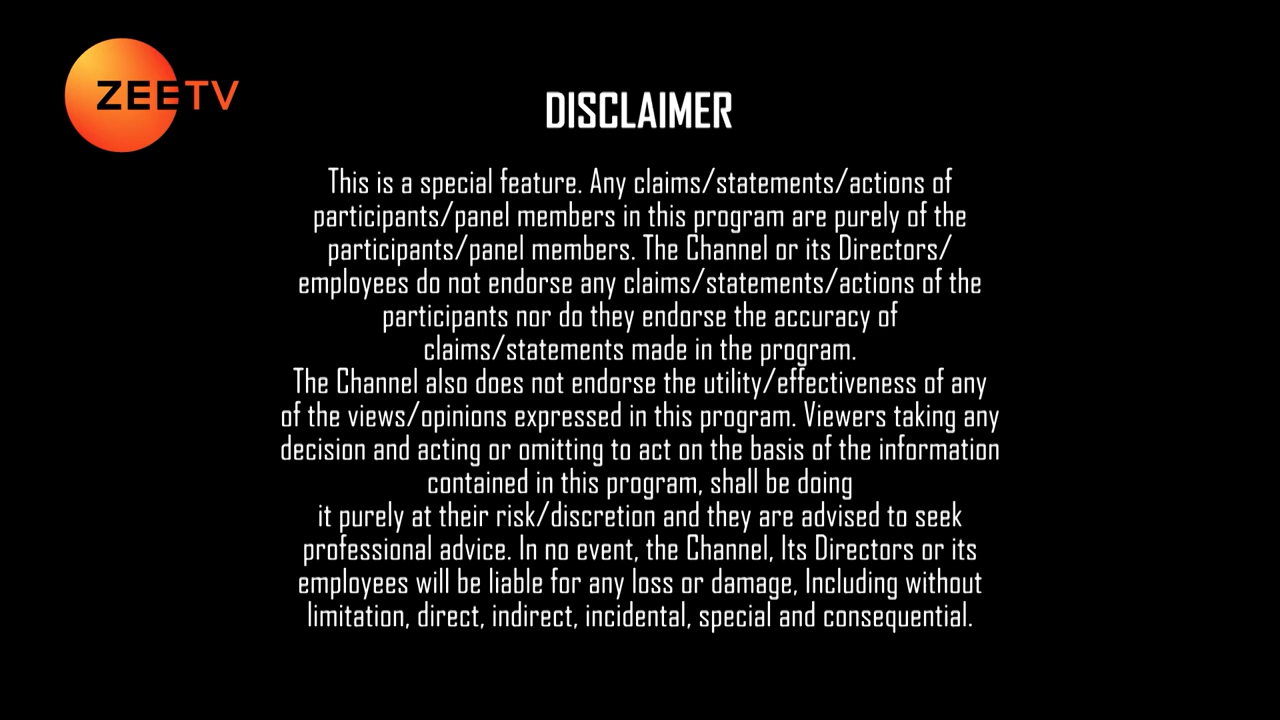 ZEETV
DISCLAIMER
This is a special feature. Any claims/statements/actions of
participants/panel members in this program are purely of the
participants/panel members. The Channel or its Directors/
employees do not endorse any claims/statements/actions of the
participants nor do they endorse the accuracy of
claims/statements made in the program.
The Channel also does not endorse the utility/effectiveness of any
of the views/opinions expressed in this program. Viewers taking any
decision and acting or omitting to act on the basis of the information
contained in this program, shall be doing
it purely at their risk/discretion and they are advised to seek
professional advice. In no event, the Channel, Its Directors or its
employees will be liable for any loss or damage, Including without
limitation, direct, indirect, incidental, special and consequential.